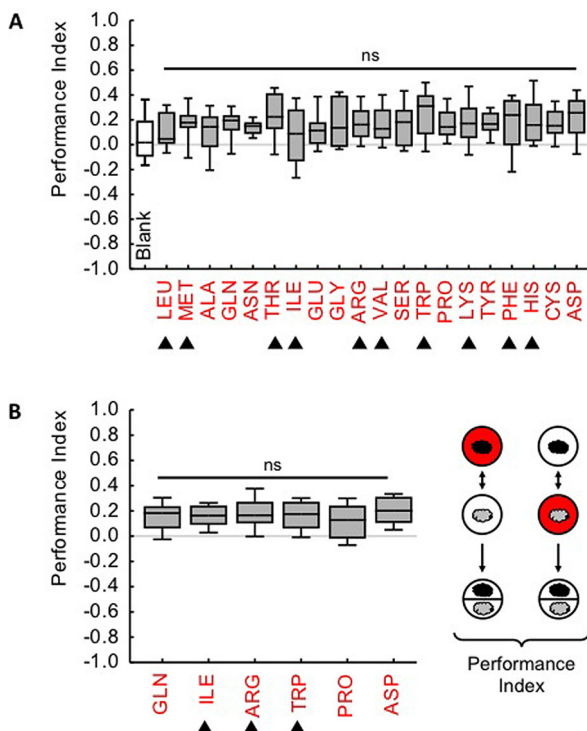 A
Performance Index
1.0
0.8
0.6
0.4
0.2
0.0
-0.2
-0.4
-0.6
-0.8
-1.0
ns
Blank
LEU
MET
ALA
GLN
ASN
THR
ILE
GLU
GLY
ARG
VAL
SER
TRP
PRO
LYS
TYR
PHE
HIS
CYS
ASP
B
Performance Index
1.0
0.8
0.6
0.4
0.2
0.0
-0.2
-0.4
-0.6
-0.8
-1.0
ns
GLN
ILE
ARG
TRP
PRO
ASP
Performance
Index